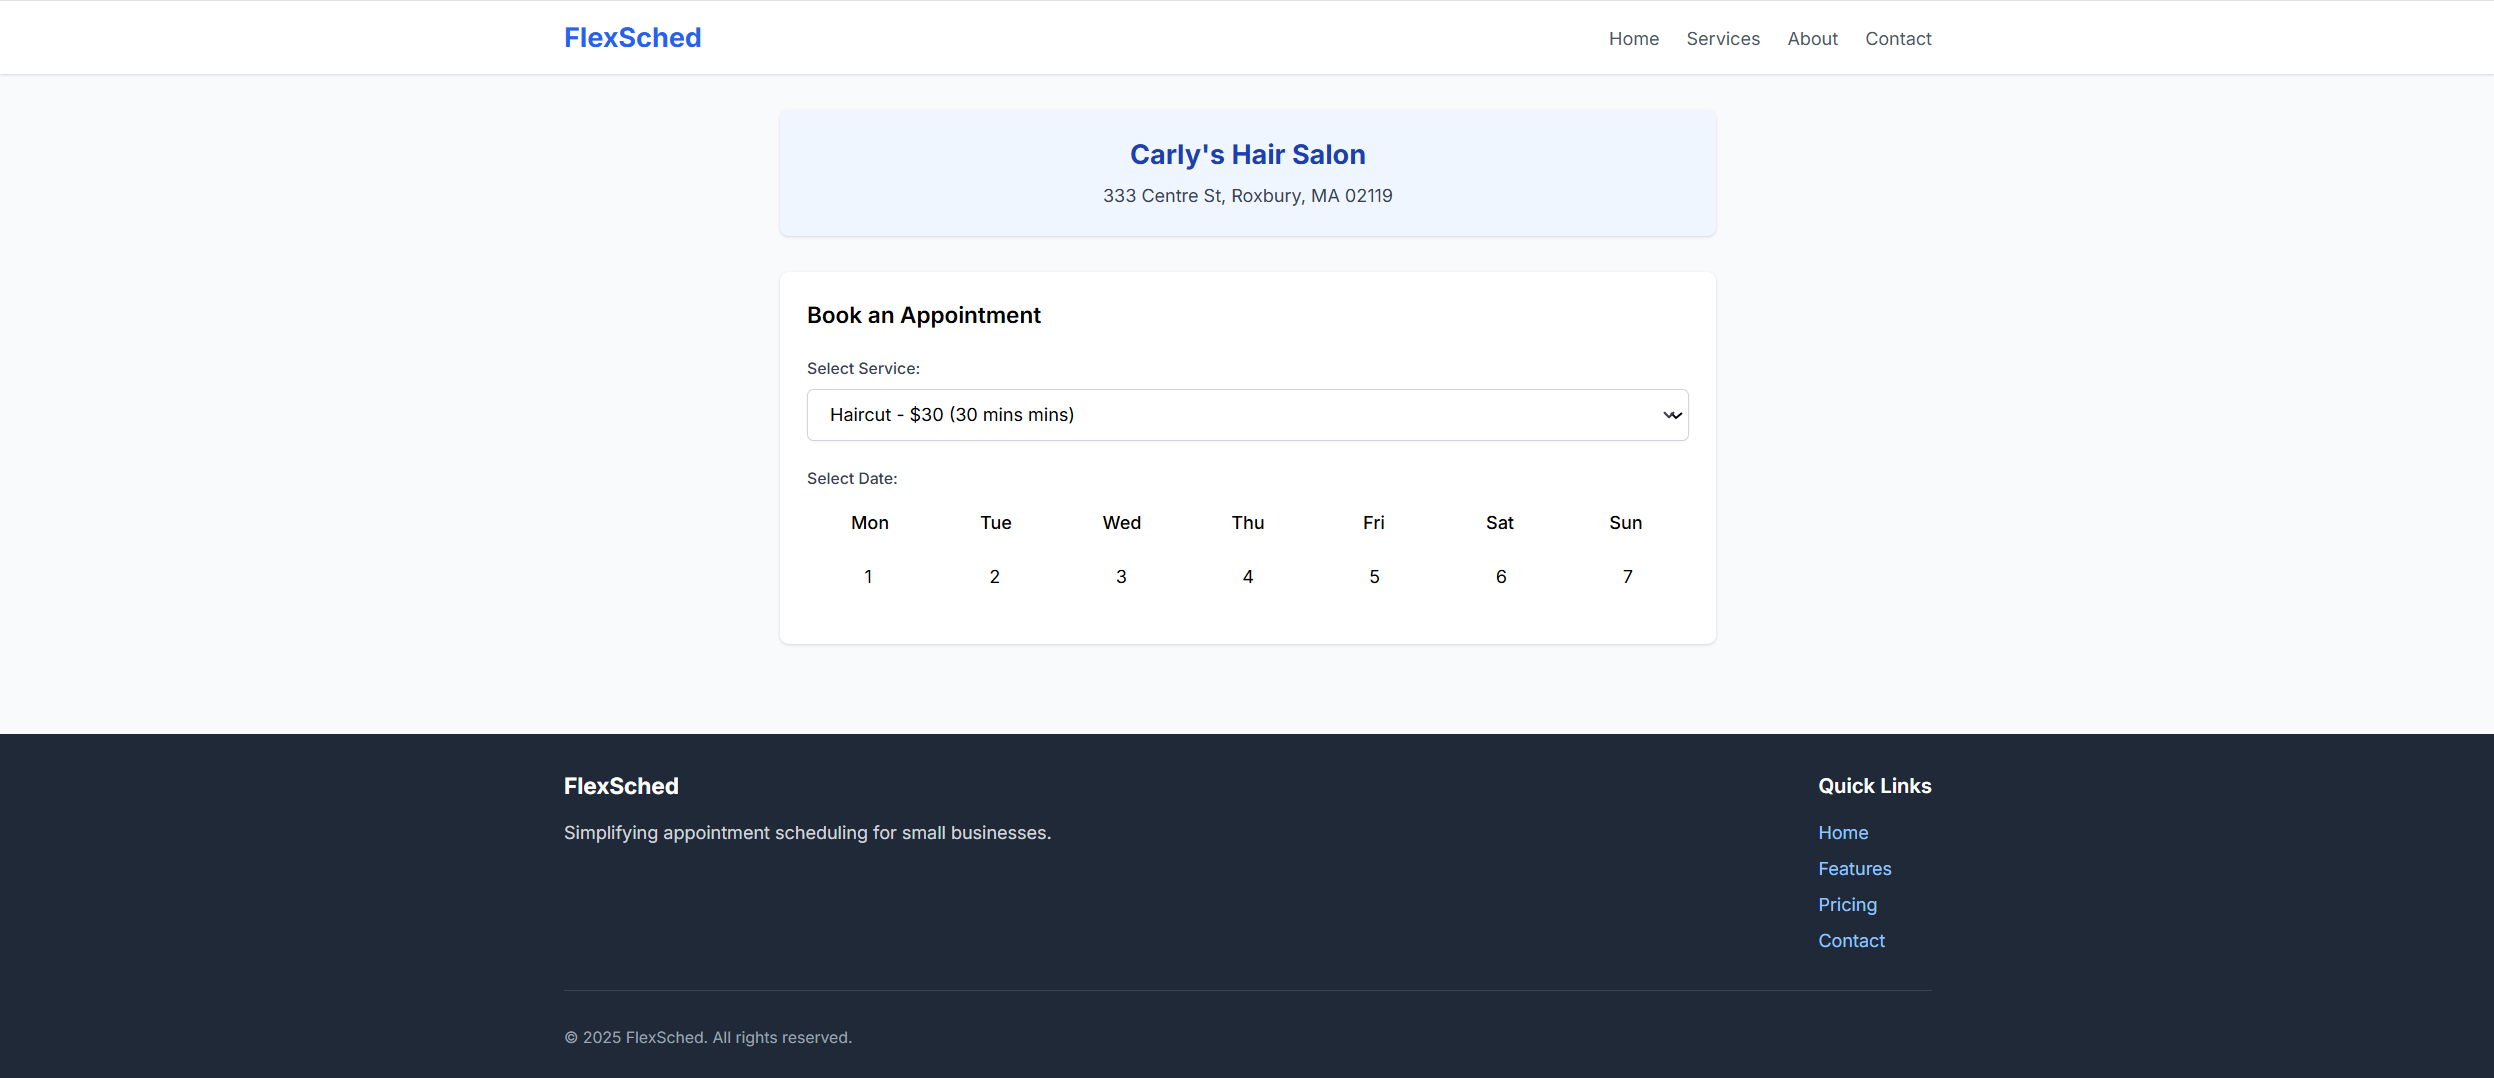 FlexSched
Home Services About Contact
Carly's Hair Salon
333 Centre St, Roxbury, MA 02119
Book an Appointment
Select Service:
Haircut - $30 (30 mins mins)
Select Date:
Mon Tue Wed Thu Fri Sat Sun
1 2 3 4 5 6 7
FlexSched
Simplifying appointment scheduling for small businesses.
Quick Links
Home
Features
Pricing
Contact
© 2025 FlexSched. All rights reserved.